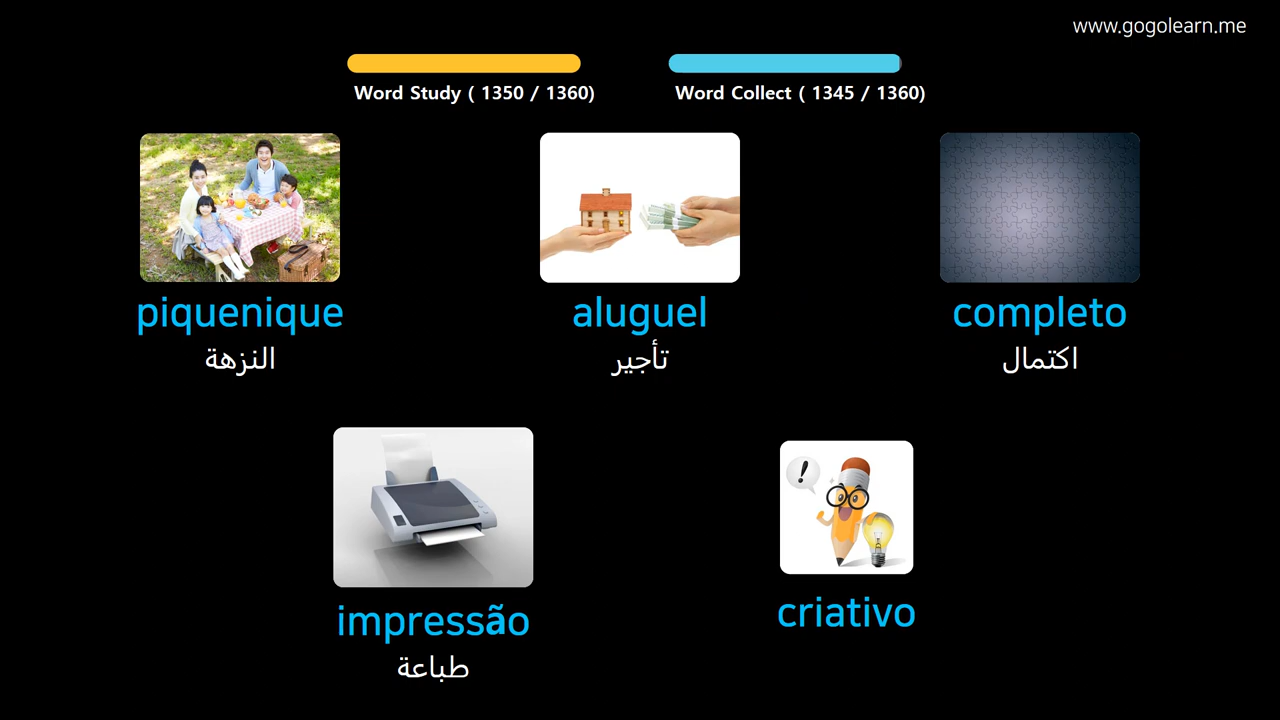 www.gogolearn.me
Word Study ( 1350 / 1360)
Word Collect ( 1345 / 1360)
piquenique
النزهة
aluguel
تأجير
completo
اكتمال
impressão
طباعة
!
criativo